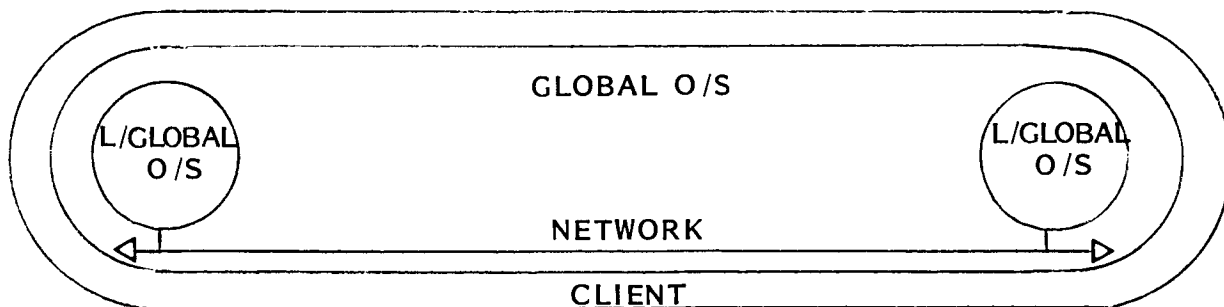 GLOBAL O/S
L/GLOBAL
O/S
L/GLOBAL
O/S
NETWORK
CLIENT